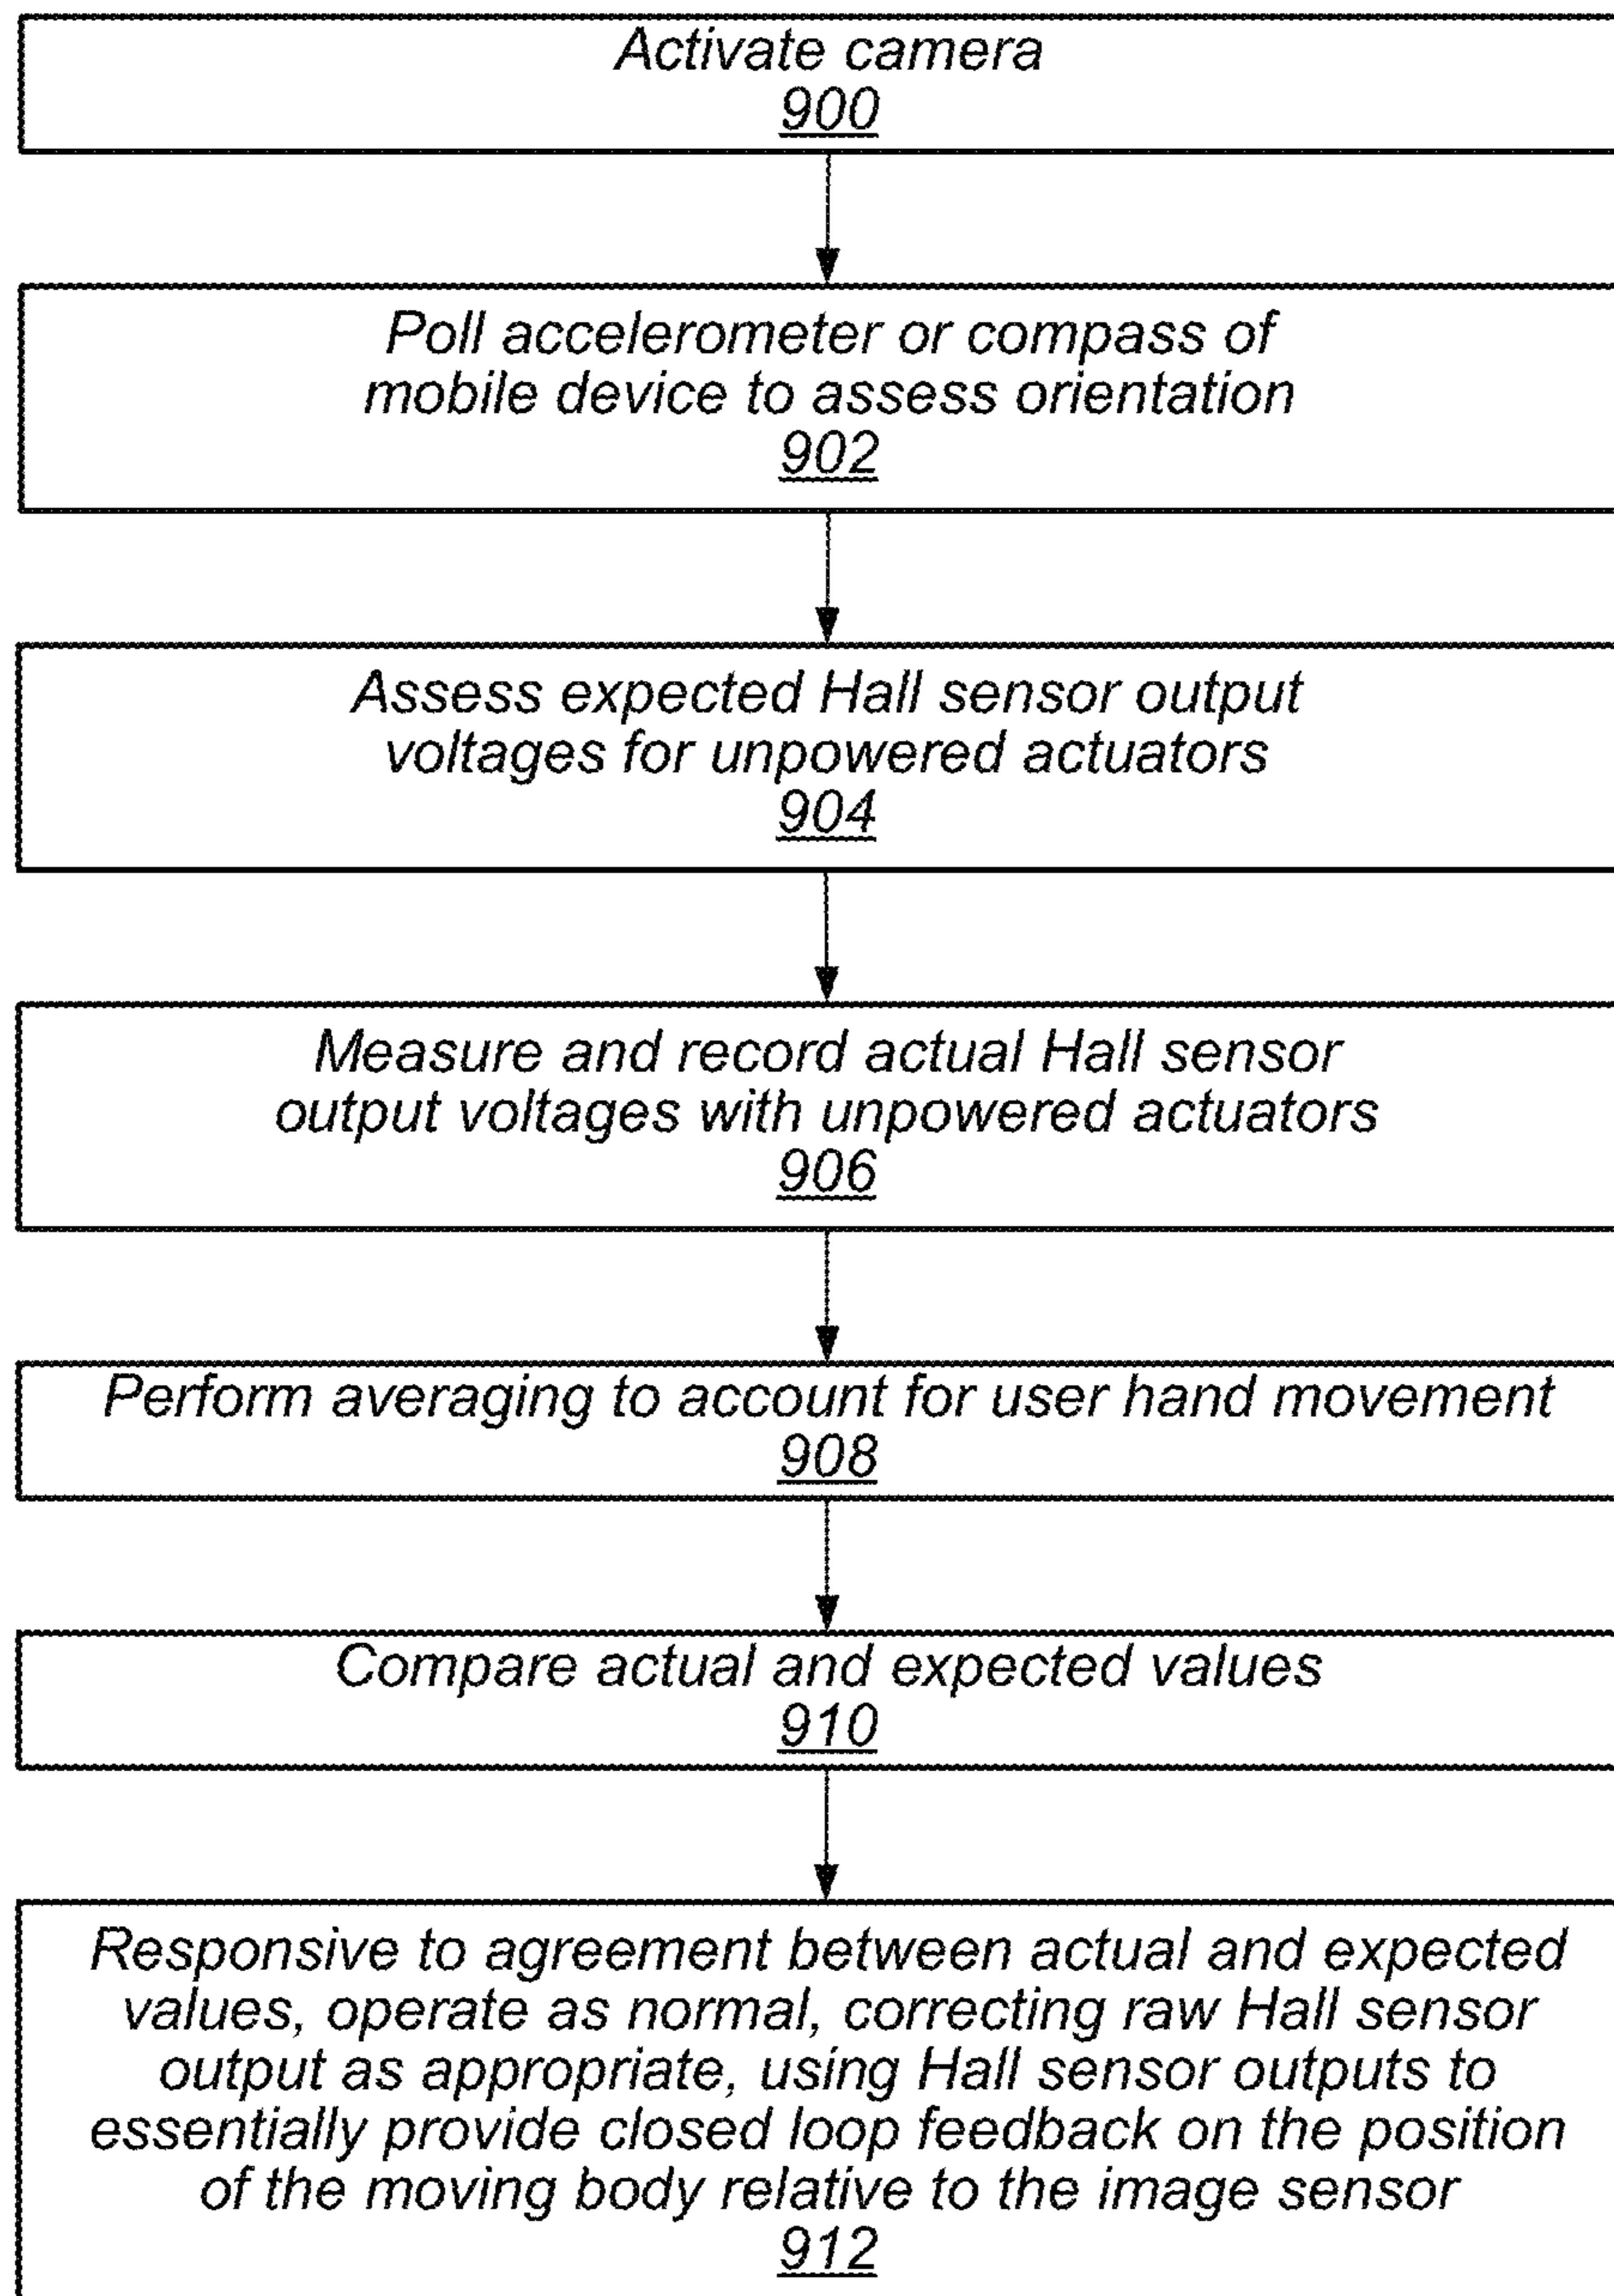 Activate camera
900
Poll accelerometer or compass of
mobile device to assess orientation
902
Assess expected Hall sensor output
voltages for unpowered actuators
904
Measure and record actual Hall sensor
output voltages with unpowered actuators
906
Perform averaging to account for user hand movement
908
Compare actual and expected values
910
Responsive to agreement between actual and expected
values, operate as normal, correcting raw Hall sensor
output as appropriate, using Hall sensor outputs to
essentially provide closed loop feedback on the position
of the moving body relative to the image sensor
912